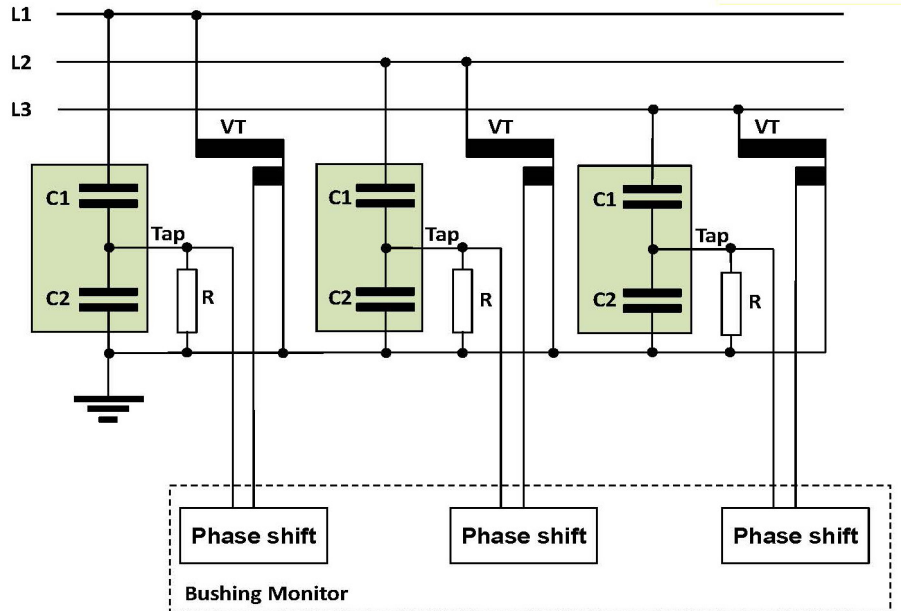 L1
L2
L3
VT
VT
VT
C1
C1
C1
Tap
Tap
Tap
C2
R
C2
R
C2
R
Phase shift
Phase shift
Phase shift
Bushing Monitor